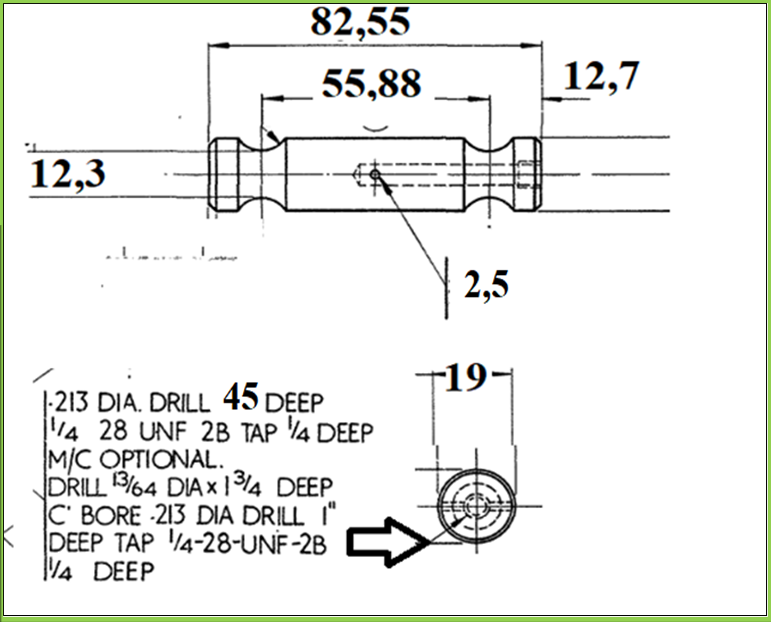 82,55
55,88
12,7
12,3
2,5
19
.213 DIA. DRILL 45 DEEP
1/4 28 UNF 2B TAP 1/4 DEEP
M/C OPTIONAL.
DRILL 13/64 DIA x 1 3/4 DEEP
C' BORE .213 DIA DRILL 1"
DEEP TAP 1/4-28-UNF-2B
1/4 DEEP